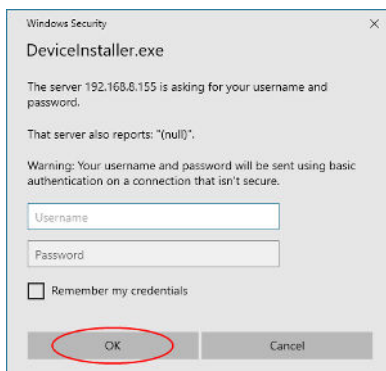 Windows Security
DeviceInstaller.exe
The server 192.168.8.155 is asking for your username and
password.
That server also reports: "(null)".
Warning: Your username and password will be sent using basic
authentication on a connection that isn't secure.
Username
Password
Remember my credentials
OK
Cancel